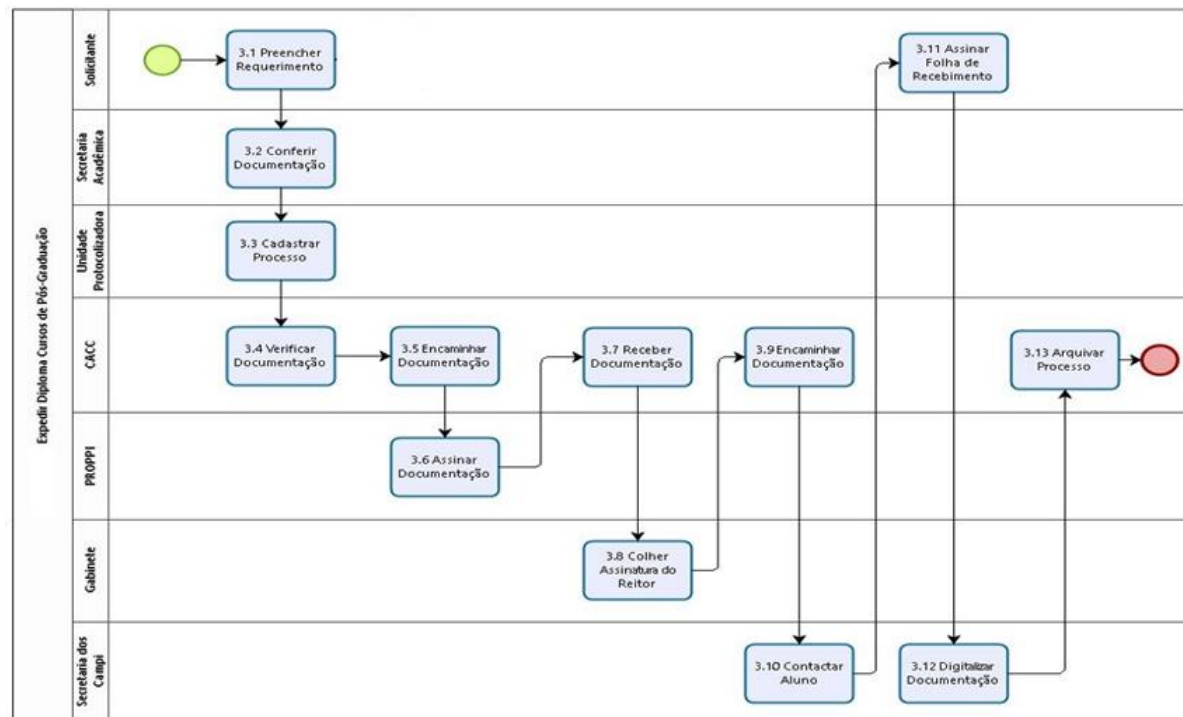 Expedir Diploma Cursos de Pós-Graduação
Solicitante
3.1 Preencher
Requerimento
3.11 Assinar
Folha de
Recebimento
Secretaria
Acadêmica
3.2 Conferir
Documentação
Unidade
Protocolizadora
3.3 Cadastrar
Processo
CACC
3.4 Verificar
Documentação
3.5 Encaminhar
Documentação
3.7 Receber
Documentação
3.9 Encaminhar
Documentação
3.13 Arquivar
Processo
PROPPI
3.6 Assinar
Documentação
Gabinele
3.8 Colher
Assinatura do
Reitor
Secretaria dos
Campi
3.10 Contactar
Aluno
3.12 Digitalizar
Documentação